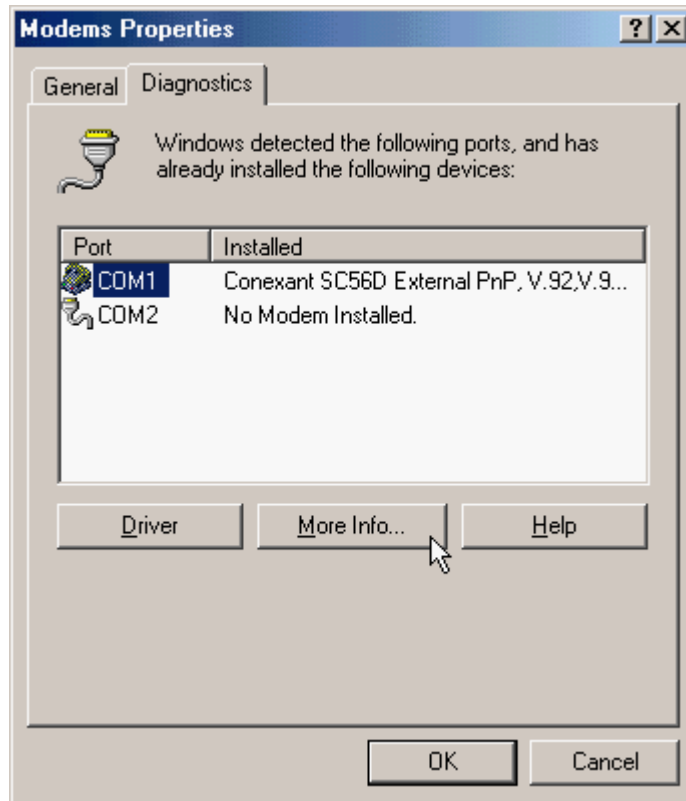 Modems Properties
General Diagnostics
Windows detected the following ports, and has
already installed the following devices:
Port Installed
COM1 Conexant SC56D External PnP, V.92,V.9...
COM2 No Modem Installed.
Driver More Info... Help
OK Cancel